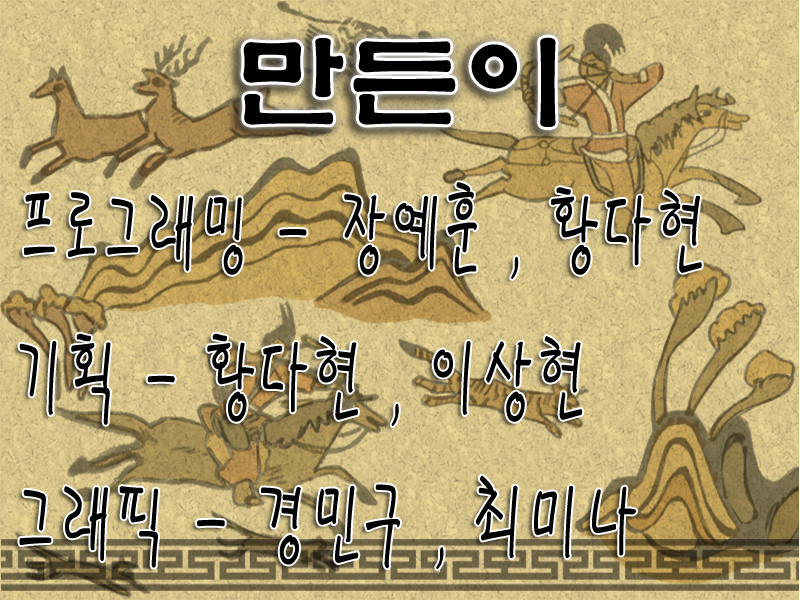 만든이
프로그래밍 - 장예훈 , 황다현
기획 - 황다현 , 이상현
그래픽 - 경민구 , 최미나